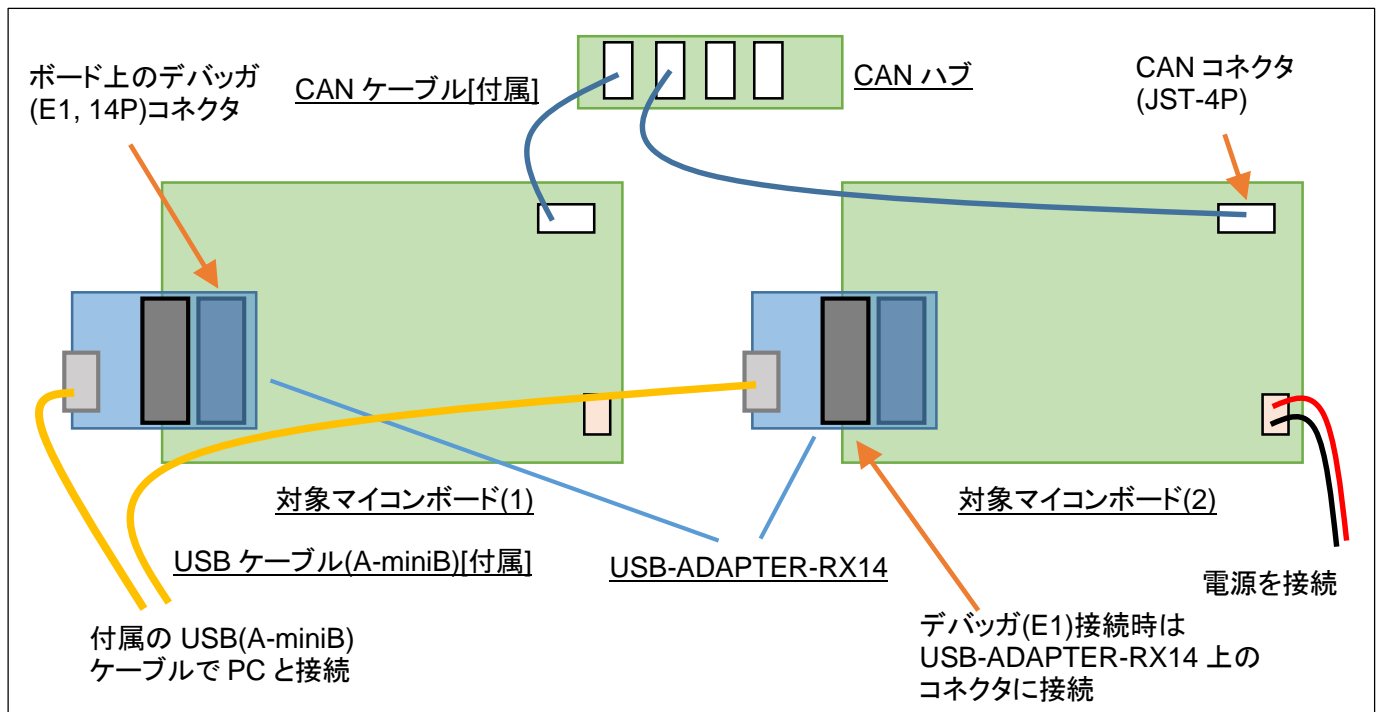 ボード上のデバッガ
(E1, 14P)コネクタ
CAN ケーブル[付属]
CAN ハブ
CAN コネクタ
(JST-4P)
対象マイコンボード(1)
対象マイコンボード(2)
USB ケーブル(A-miniB)[付属]
USB-ADAPTER-RX14
電源を接続
付属の USB(A-miniB)
ケーブルで PC と接続
デバッガ(E1)接続時は
USB-ADAPTER-RX14 上の
コネクタに接続